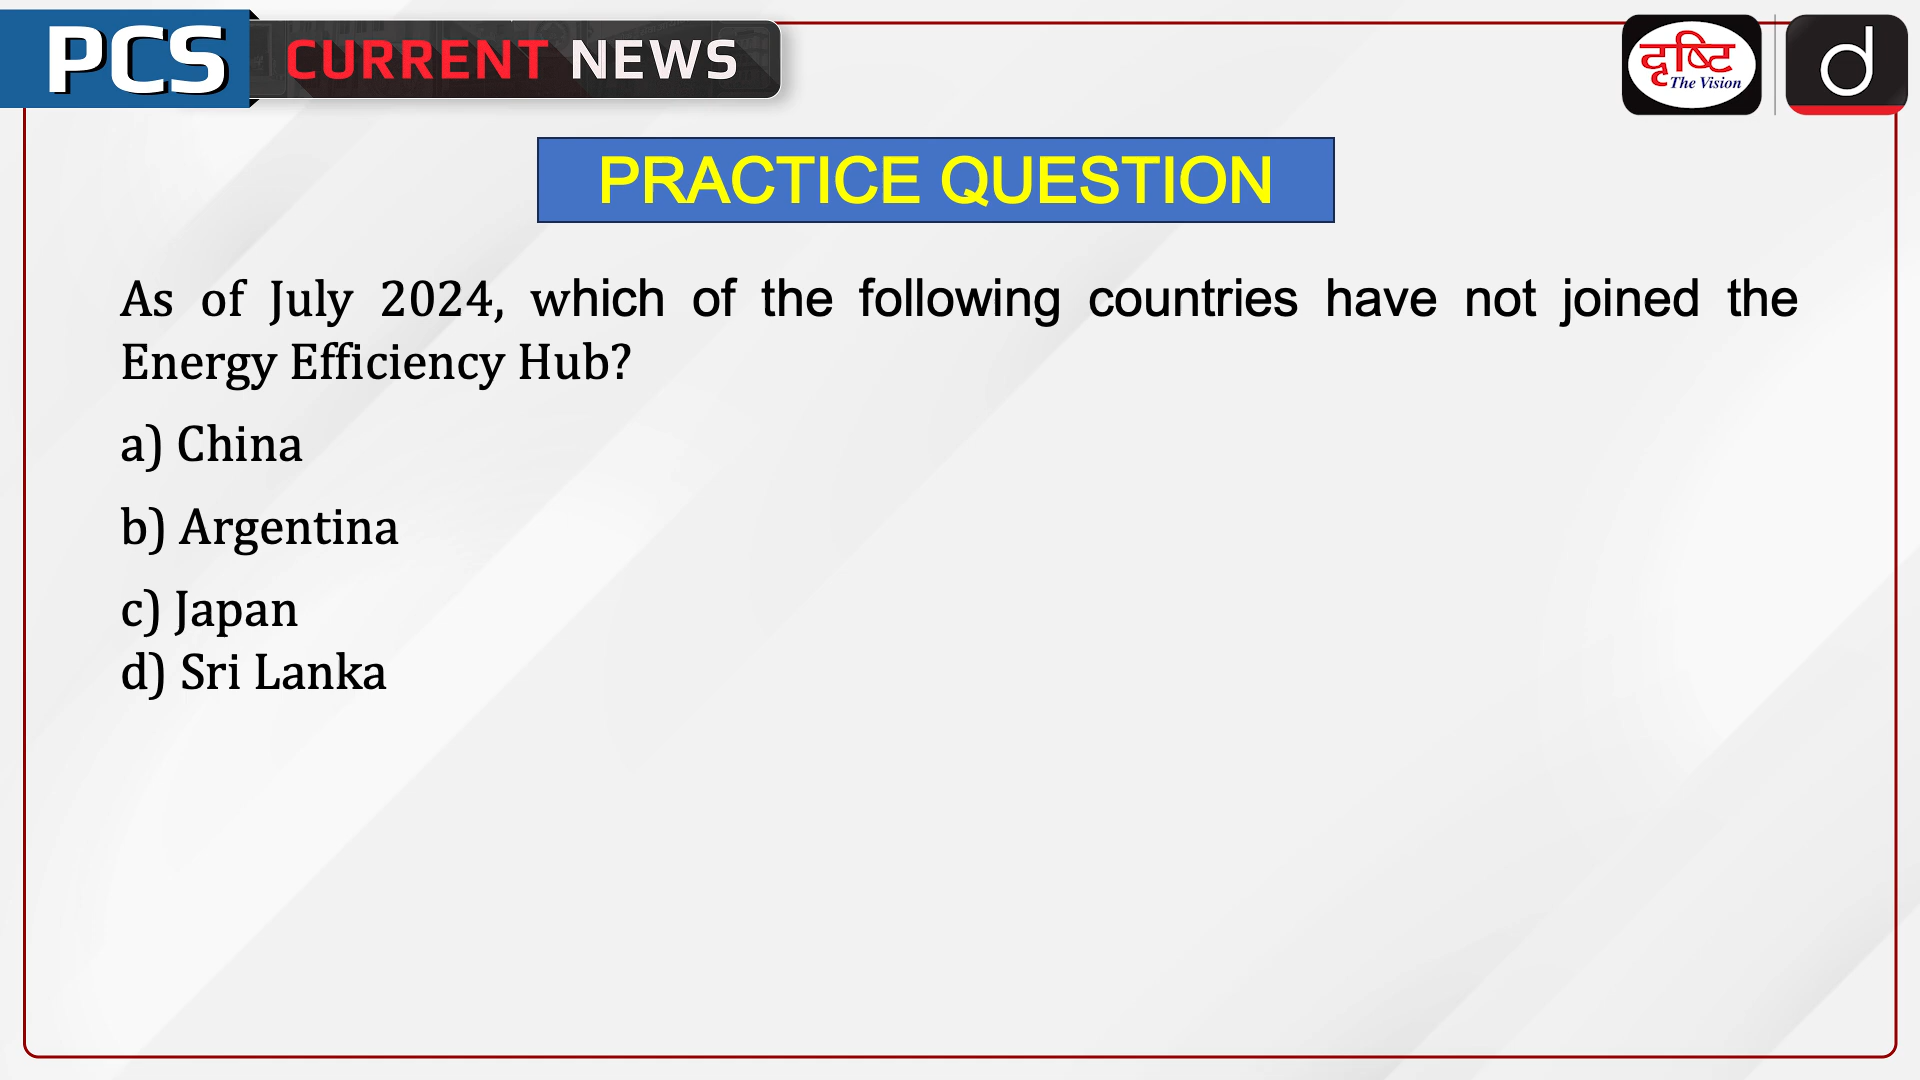 PCS CURRENT NEWS
दृष्टि
The Vision
d
PRACTICE QUESTION
As of July 2024, which of the following countries have not joined the
Energy Efficiency Hub?
a) China
b) Argentina
c) Japan
d) Sri Lanka